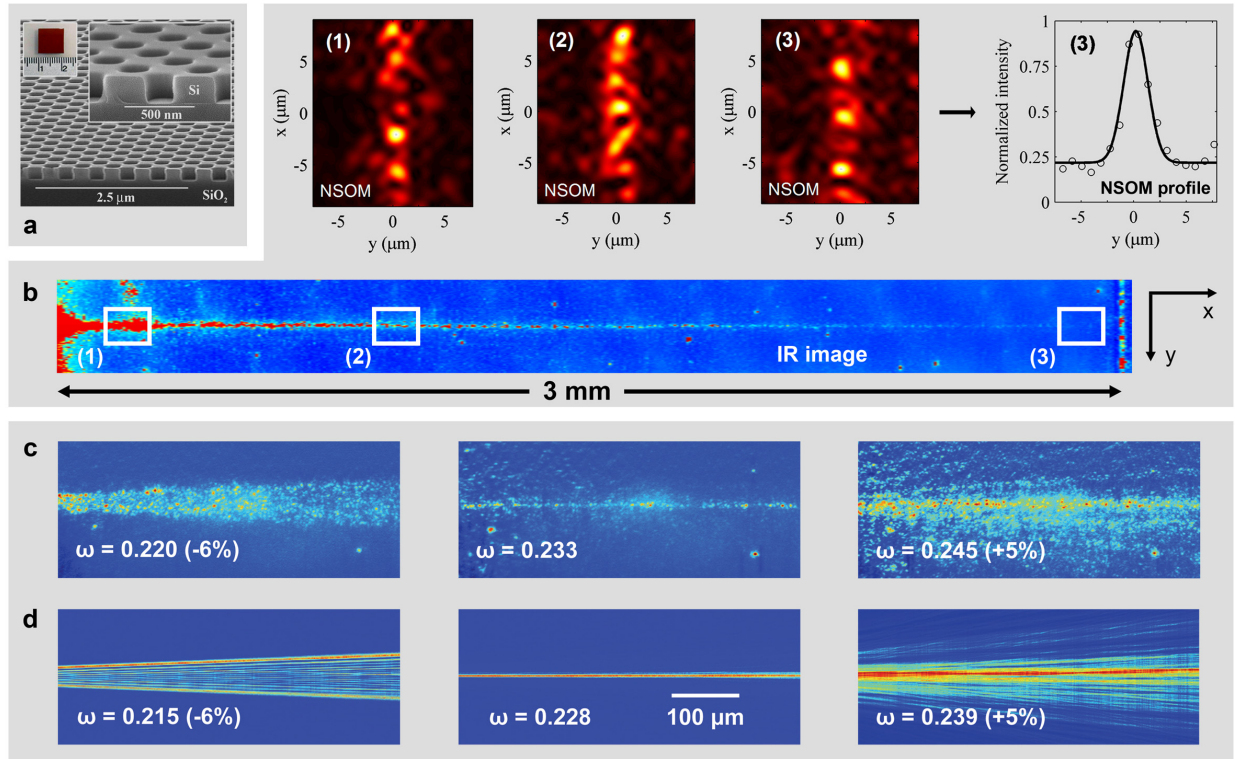 1 2
Si
500 nm
2.5 µm
SiO2
a
(1)
x (µm)
5
0
-5
NSOM
-5 0 5
y (µm)
(2)
x (µm)
5
0
-5
NSOM
-5 0 5
y (µm)
(3)
x (µm)
5
0
-5
NSOM
-5 0 5
y (µm)
Normalized intensity
1
0.75
0.5
0.25
0
(3)
NSOM profile
-5 0 5
y (µm)
b
(1)
(2)
IR image
(3)
x
y
3 mm
c
ω = 0.220 (-6%)
ω = 0.233
ω = 0.245 (+5%)
d
ω = 0.215 (-6%)
ω = 0.228
100 µm
ω = 0.239 (+5%)